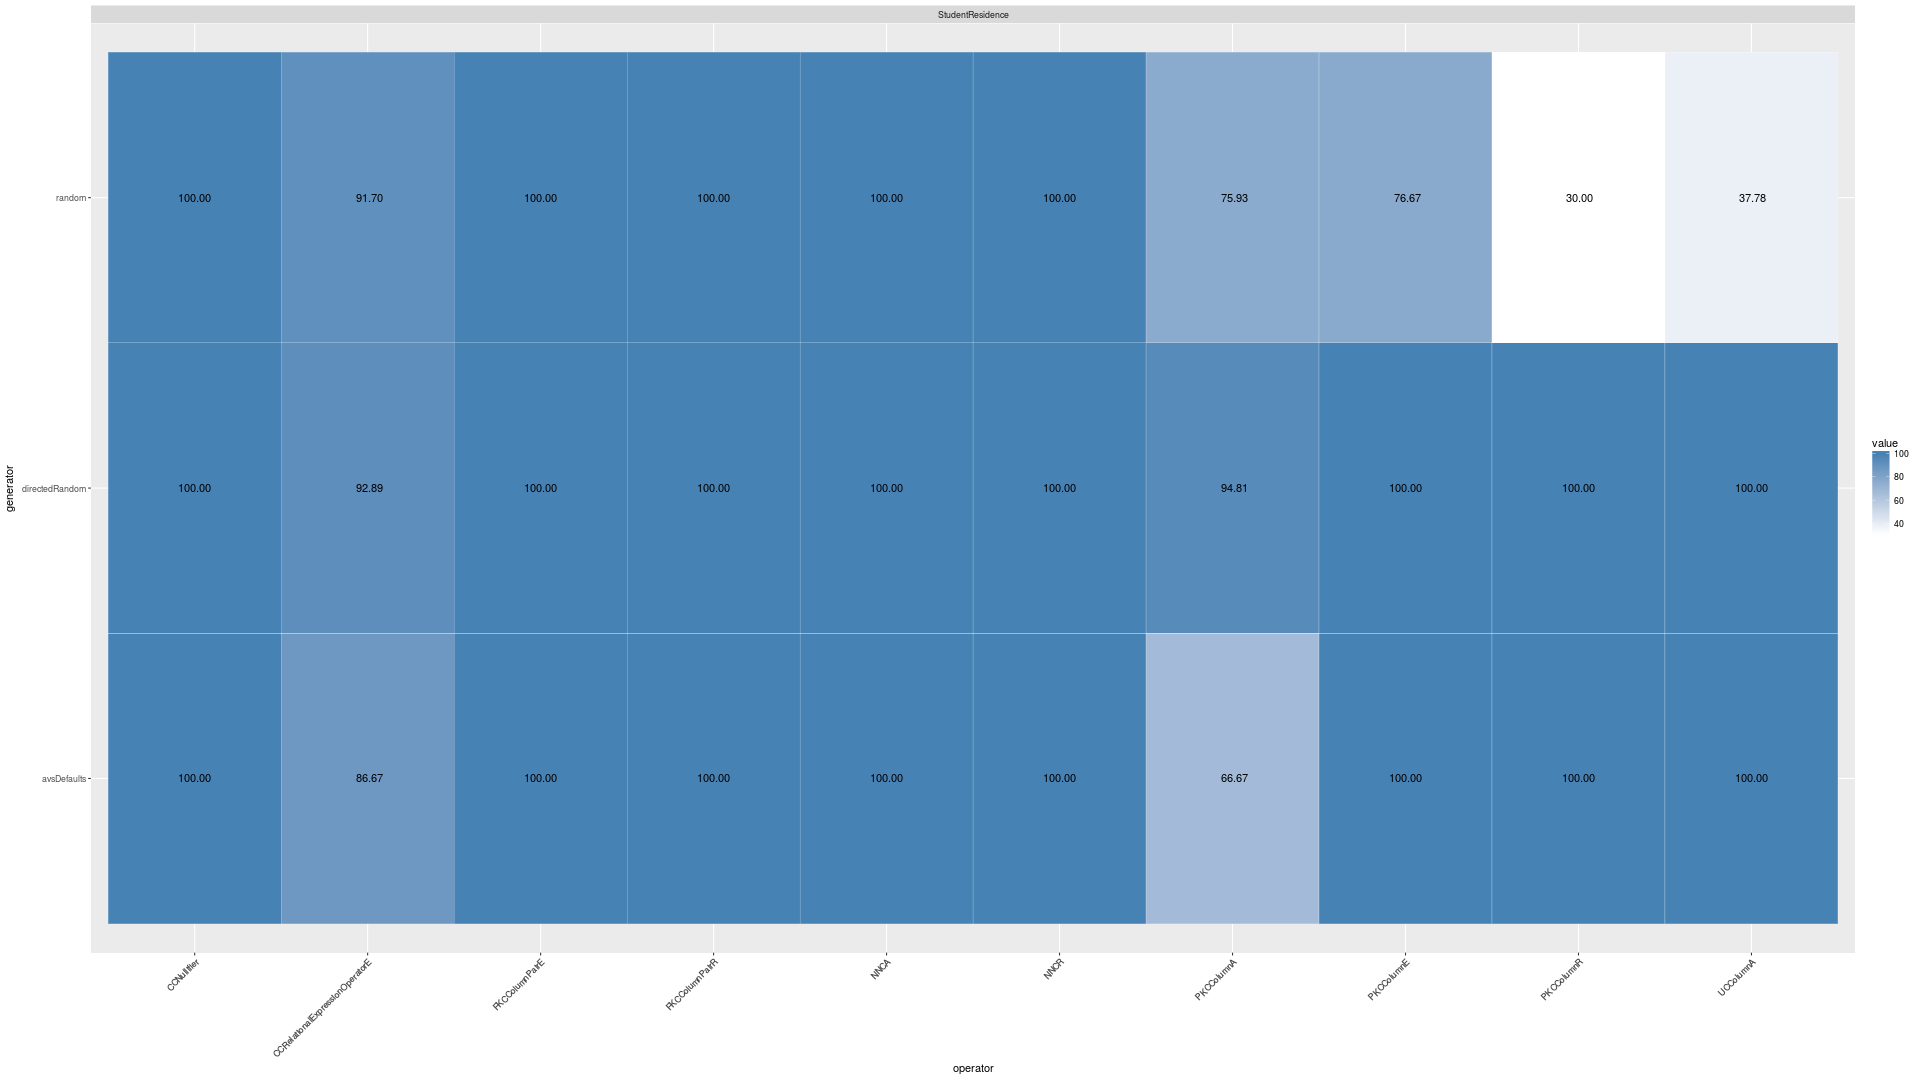 StudentResidence
generator
random
100.00 91.70 100.00 100.00 100.00 100.00 75.93 76.67 30.00 37.78
directedRandom
100.00 92.89 100.00 100.00 100.00 100.00 94.81 100.00 100.00 100.00
avsDefaults
100.00 86.67 100.00 100.00 100.00 100.00 66.67 100.00 100.00 100.00
CCNullifier
CCRelationalExpressionOperatorE
FKCColumnPairE
FKCColumnPairR
NNCA
NNCR
PKCColumnA
PKCColumnE
PKCColumnR
UCColumnA
operator
value
100
80
60
40